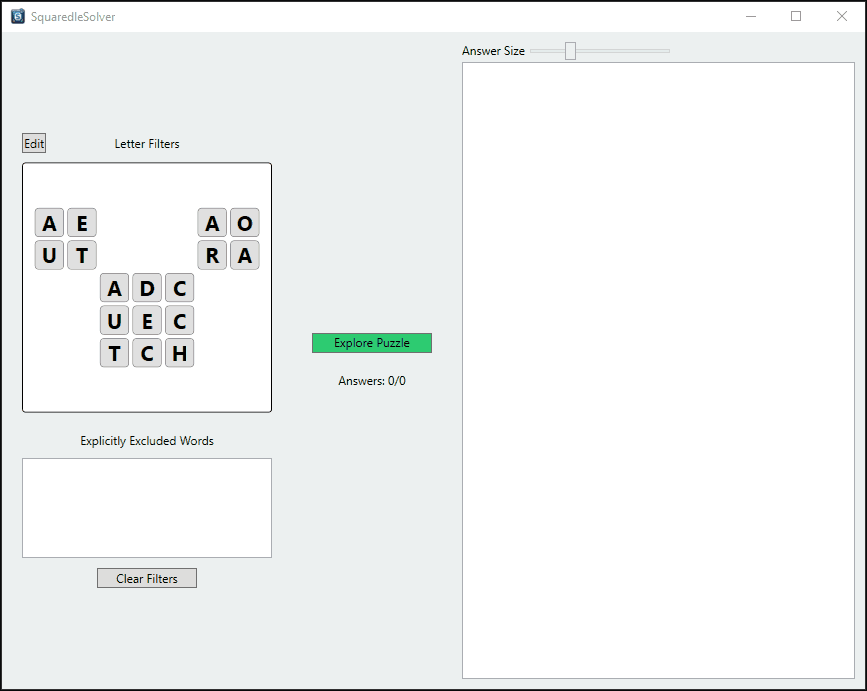 SquaredleSolver
Answer Size
Edit
Letter Filters
A E A O
U T R A
A D C
U E C
T C H
Explore Puzzle
Answers: 0/0
Explicitly Excluded Words
Clear Filters